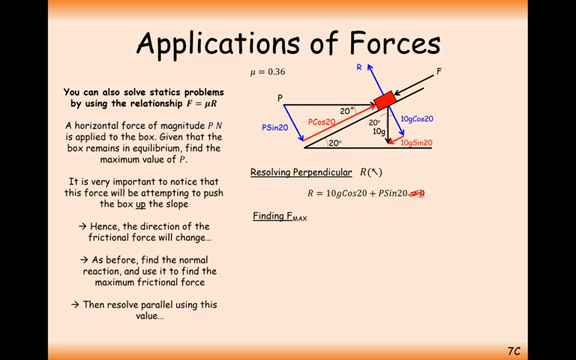 Applications of Forces
You can also solve statics problems
by using the relationship F = μR
A horizontal force of magnitude P N
is applied to the box. Given that the
box remains in equilibrium, find the
maximum value of P.
It is very important to notice that
this force will be attempting to push
the box up the slope
→ Hence, the direction of the
frictional force will change…
→ As before, find the normal
reaction, and use it to find the
maximum frictional force
→ Then resolve parallel using this
value…
μ = 0.36
R
F
P
20°
PCos20
PSin20
20°
10g
10gCos20
10gSin20
20°
Resolving Perpendicular R(↖)
R = 10gCos20 + PSin20 = 0
Finding FMAX
7C